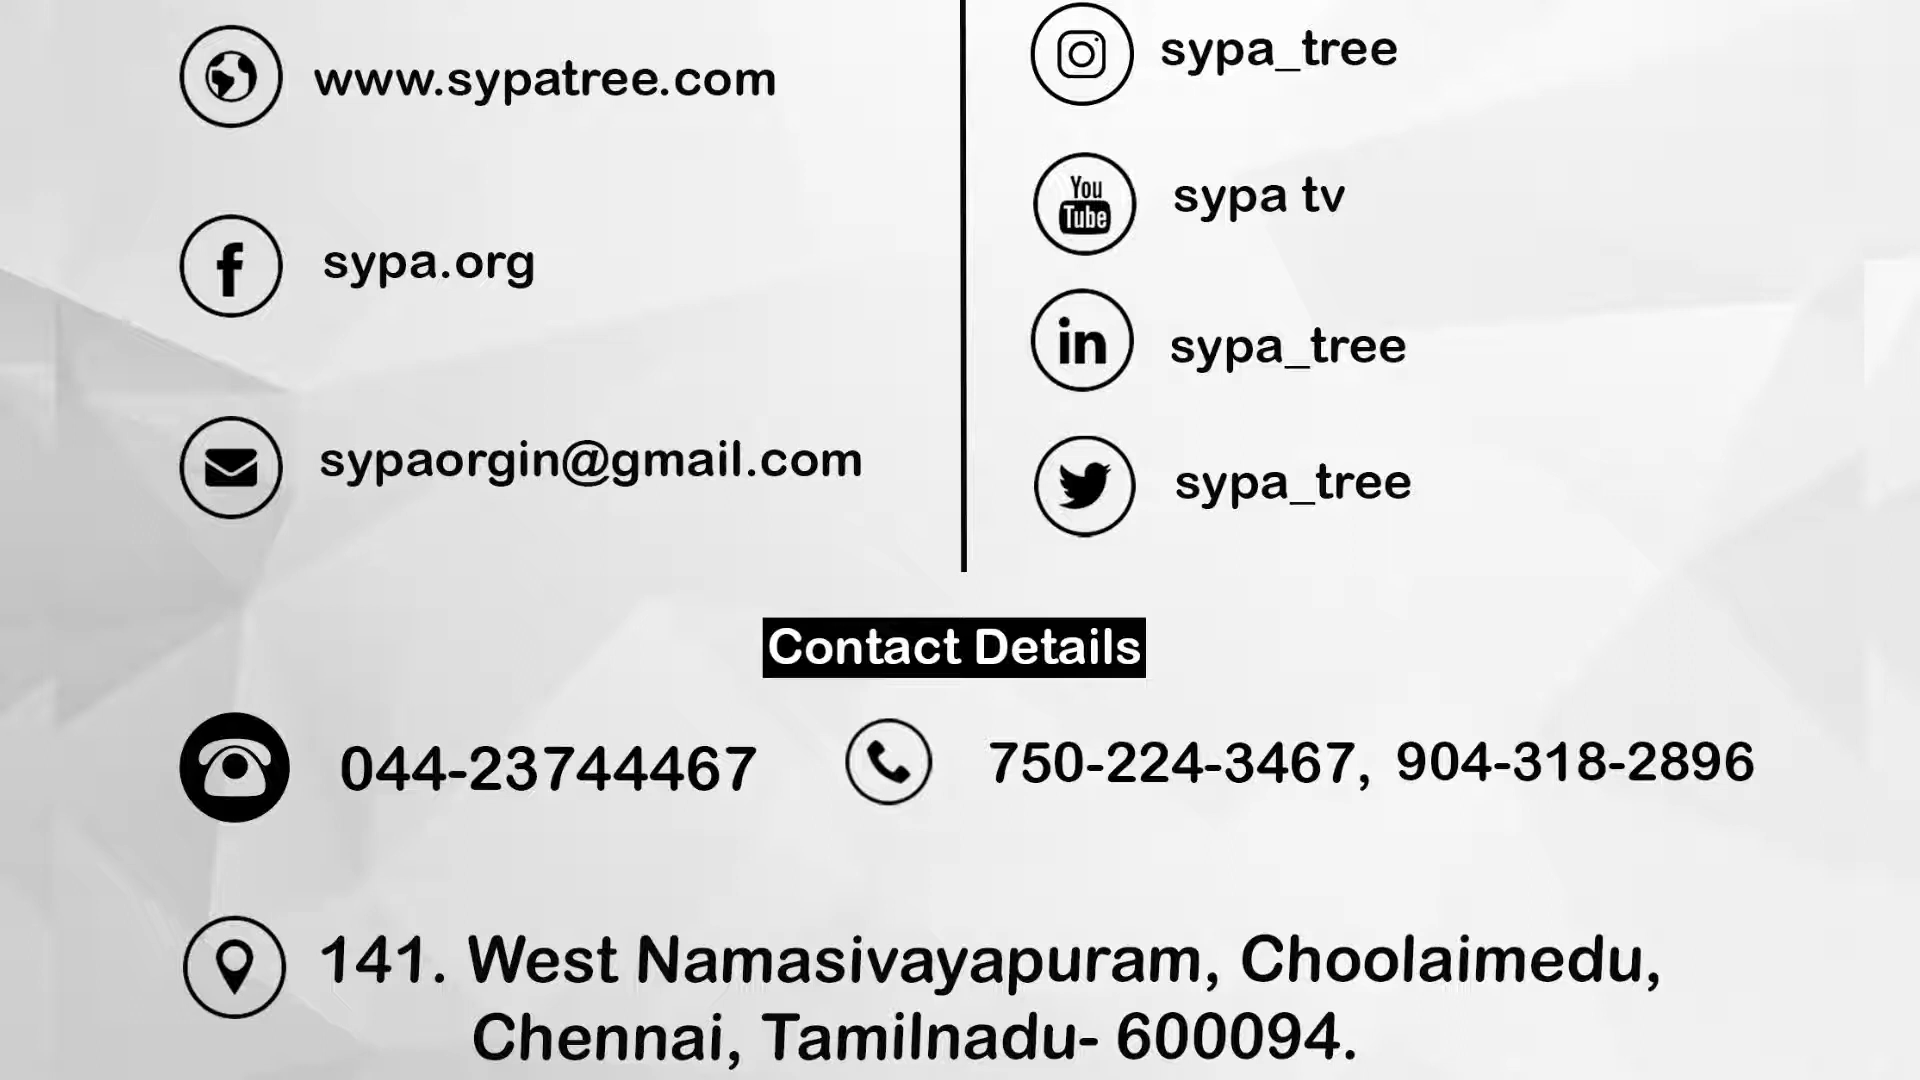 www.sypatree.com
sypa.org
sypaorgin@gmail.com
sypa_tree
You
Tube
sypa tv
in
sypa_tree
sypa_tree
Contact Details
044-23744467
750-224-3467, 904-318-2896
141. West Namasivayapuram, Choolaimedu,
Chennai, Tamilnadu- 600094.